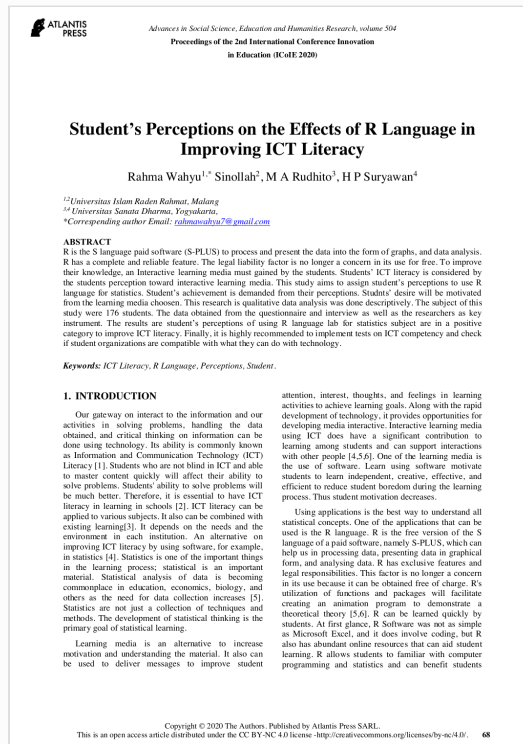 ATLANTIS
PRESS
Advances in Social Science, Education and Humanities Research, volume 504
Proceedings of the 2nd International Conference Innovation
in Education (ICoIE 2020)
Student's Perceptions on the Effects of R Language in
Improving ICT Literacy
Rahma Wahyu1,* Sinollah2, M A Rudhito3, H P Suryawan4
1,2Universitas Islam Raden Rahmat, Malang
3,4 Universitas Sanata Dharma, Yogyakarta,
*Correspending author Email: rahmawahyu7@gmail.com
ABSTRACT
R is the S language paid software (S-PLUS) to process and present the data into the form of graphs, and data analysis.
R has a complete and reliable feature. The legal liability factor is no longer a concern in its use for free. To improve
their knowledge, an Interactive learning media must gained by the students. Students' ICT literacy is considered by
the students perception toward interactive learning media. This study aims to assign student's perceptions to use R
language for statistics. Student's achievement is demanded from their perceptions. Studnts' desire will be motivated
from the learning media choosen. This research is qualitative data analysis was done descriptively. The subject of this
study were 176 students. The data obtained from the questionnaire and interview as well as the researchers as key
instrument. The results are student's perceptions of using R language lab for statistics subject are in a positive
category to improve ICT literacy. Finally, it is highly recommended to implement tests on ICT competency and check
if student organizations are compatible with what they can do with technology.
Keywords: ICT Literacy, R Language, Perceptions, Student.
1. INTRODUCTION
Our gateway on interact to the information and our
activities in solving problems, handling the data
obtained, and critical thinking on information can be
done using technology. Its ability is commonly known
as Information and Communication Technology (ICT)
Literacy [1]. Students who are not blind in ICT and able
to master content quickly will affect their ability to
solve problems. Students' ability to solve problems will
be much better. Therefore, it is essential to have ICT
literacy in learning in schools [2]. ICT literacy can be
applied to various subjects. It also can be combined with
existing learning[3]. It depends on the needs and the
environment in each institution. An alternative on
improving ICT literacy by using software, for example,
in statistics [4]. Statistics is one of the important things
in the learning process; statistical is an important
material. Statistical analysis of data is becoming
commonplace in education, economics, biology, and
others as the need for data collection increases [5].
Statistics are not just a collection of techniques and
methods. The development of statistical thinking is the
primary goal of statistical learning.
Learning media is an alternative to increase
motivation and understanding the material. It also can
be used to deliver messages to improve student
attention, interest, thoughts, and feelings in learning
activities to achieve learning goals. Along with the rapid
development of technology, it provides opportunities for
developing media interactive. Interactive learning media
using ICT does have a significant contribution to
learning among students and can support interactions
with other people [4,5,6]. One of the learning media is
the use of software. Learn using software motivate
students to learn independent, creative, effective, and
efficient to reduce student boredom during the learning
process. Thus student motivation decreases.
Using applications is the best way to understand all
statistical concepts. One of the applications that can be
used is the R language. R is the free version of the S
language of a paid software, namely S-PLUS, which can
help us in processing data, presenting data in graphical
form, and analysing data. R has exclusive features and
legal responsibilities. This factor is no longer a concern
in its use because it can be obtained free of charge. R's
utilization of functions and packages will facilitate
creating an animation program to demonstrate a
theoretical theory [5,6]. R can be learned quickly by
students. At first glance, R Software was not as simple
as Microsoft Excel, and it does involve coding, but R
also has abundant online resources that can aid student
learning. R allows students to familiar with computer
programming and statistics and can benefit students
Copyright © 2020 The Authors. Published by Atlantis Press SARL.
This is an open access article distributed under the CC BY-NC 4.0 license -http://creativecommons.org/licenses/by-nc/4.0/. 68